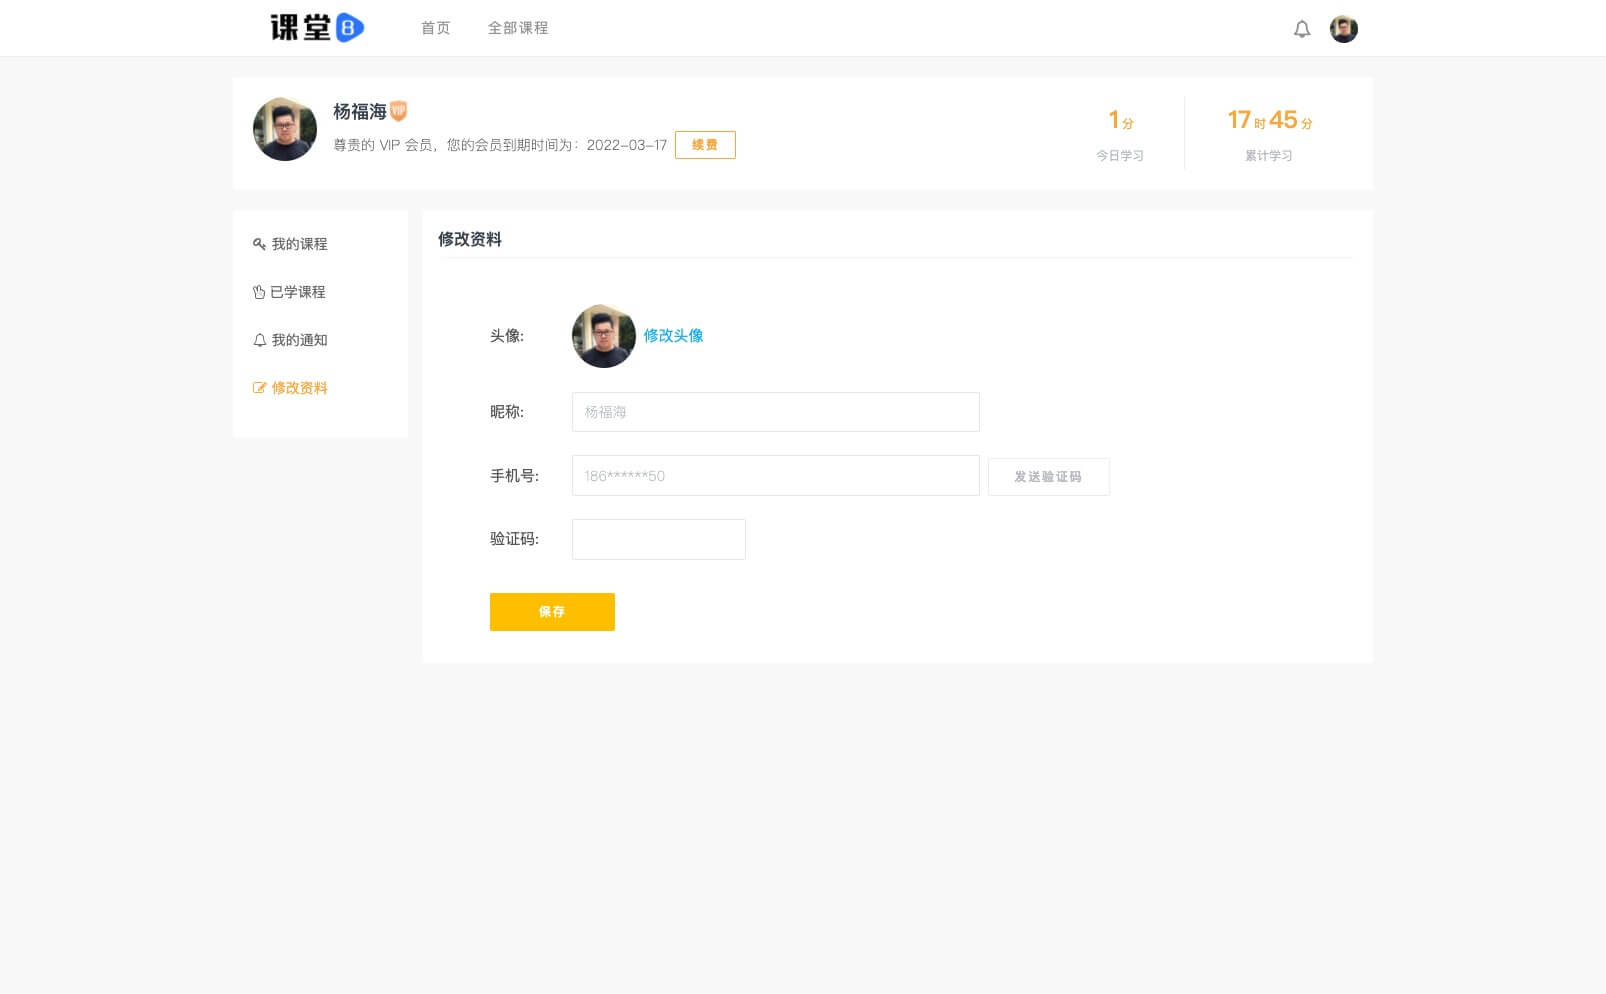 课堂 8 首页 全部课程
杨福海 VIP
尊贵的 VIP 会员，您的会员到期时间为：2022-03-17 续费
1 分
今日学习
17 时 45 分
累计学习
我的课程
已学课程
我的通知
修改资料
修改资料
头像: 修改头像
昵称: 杨福海
手机号: 186******50 发送验证码
验证码:
保存